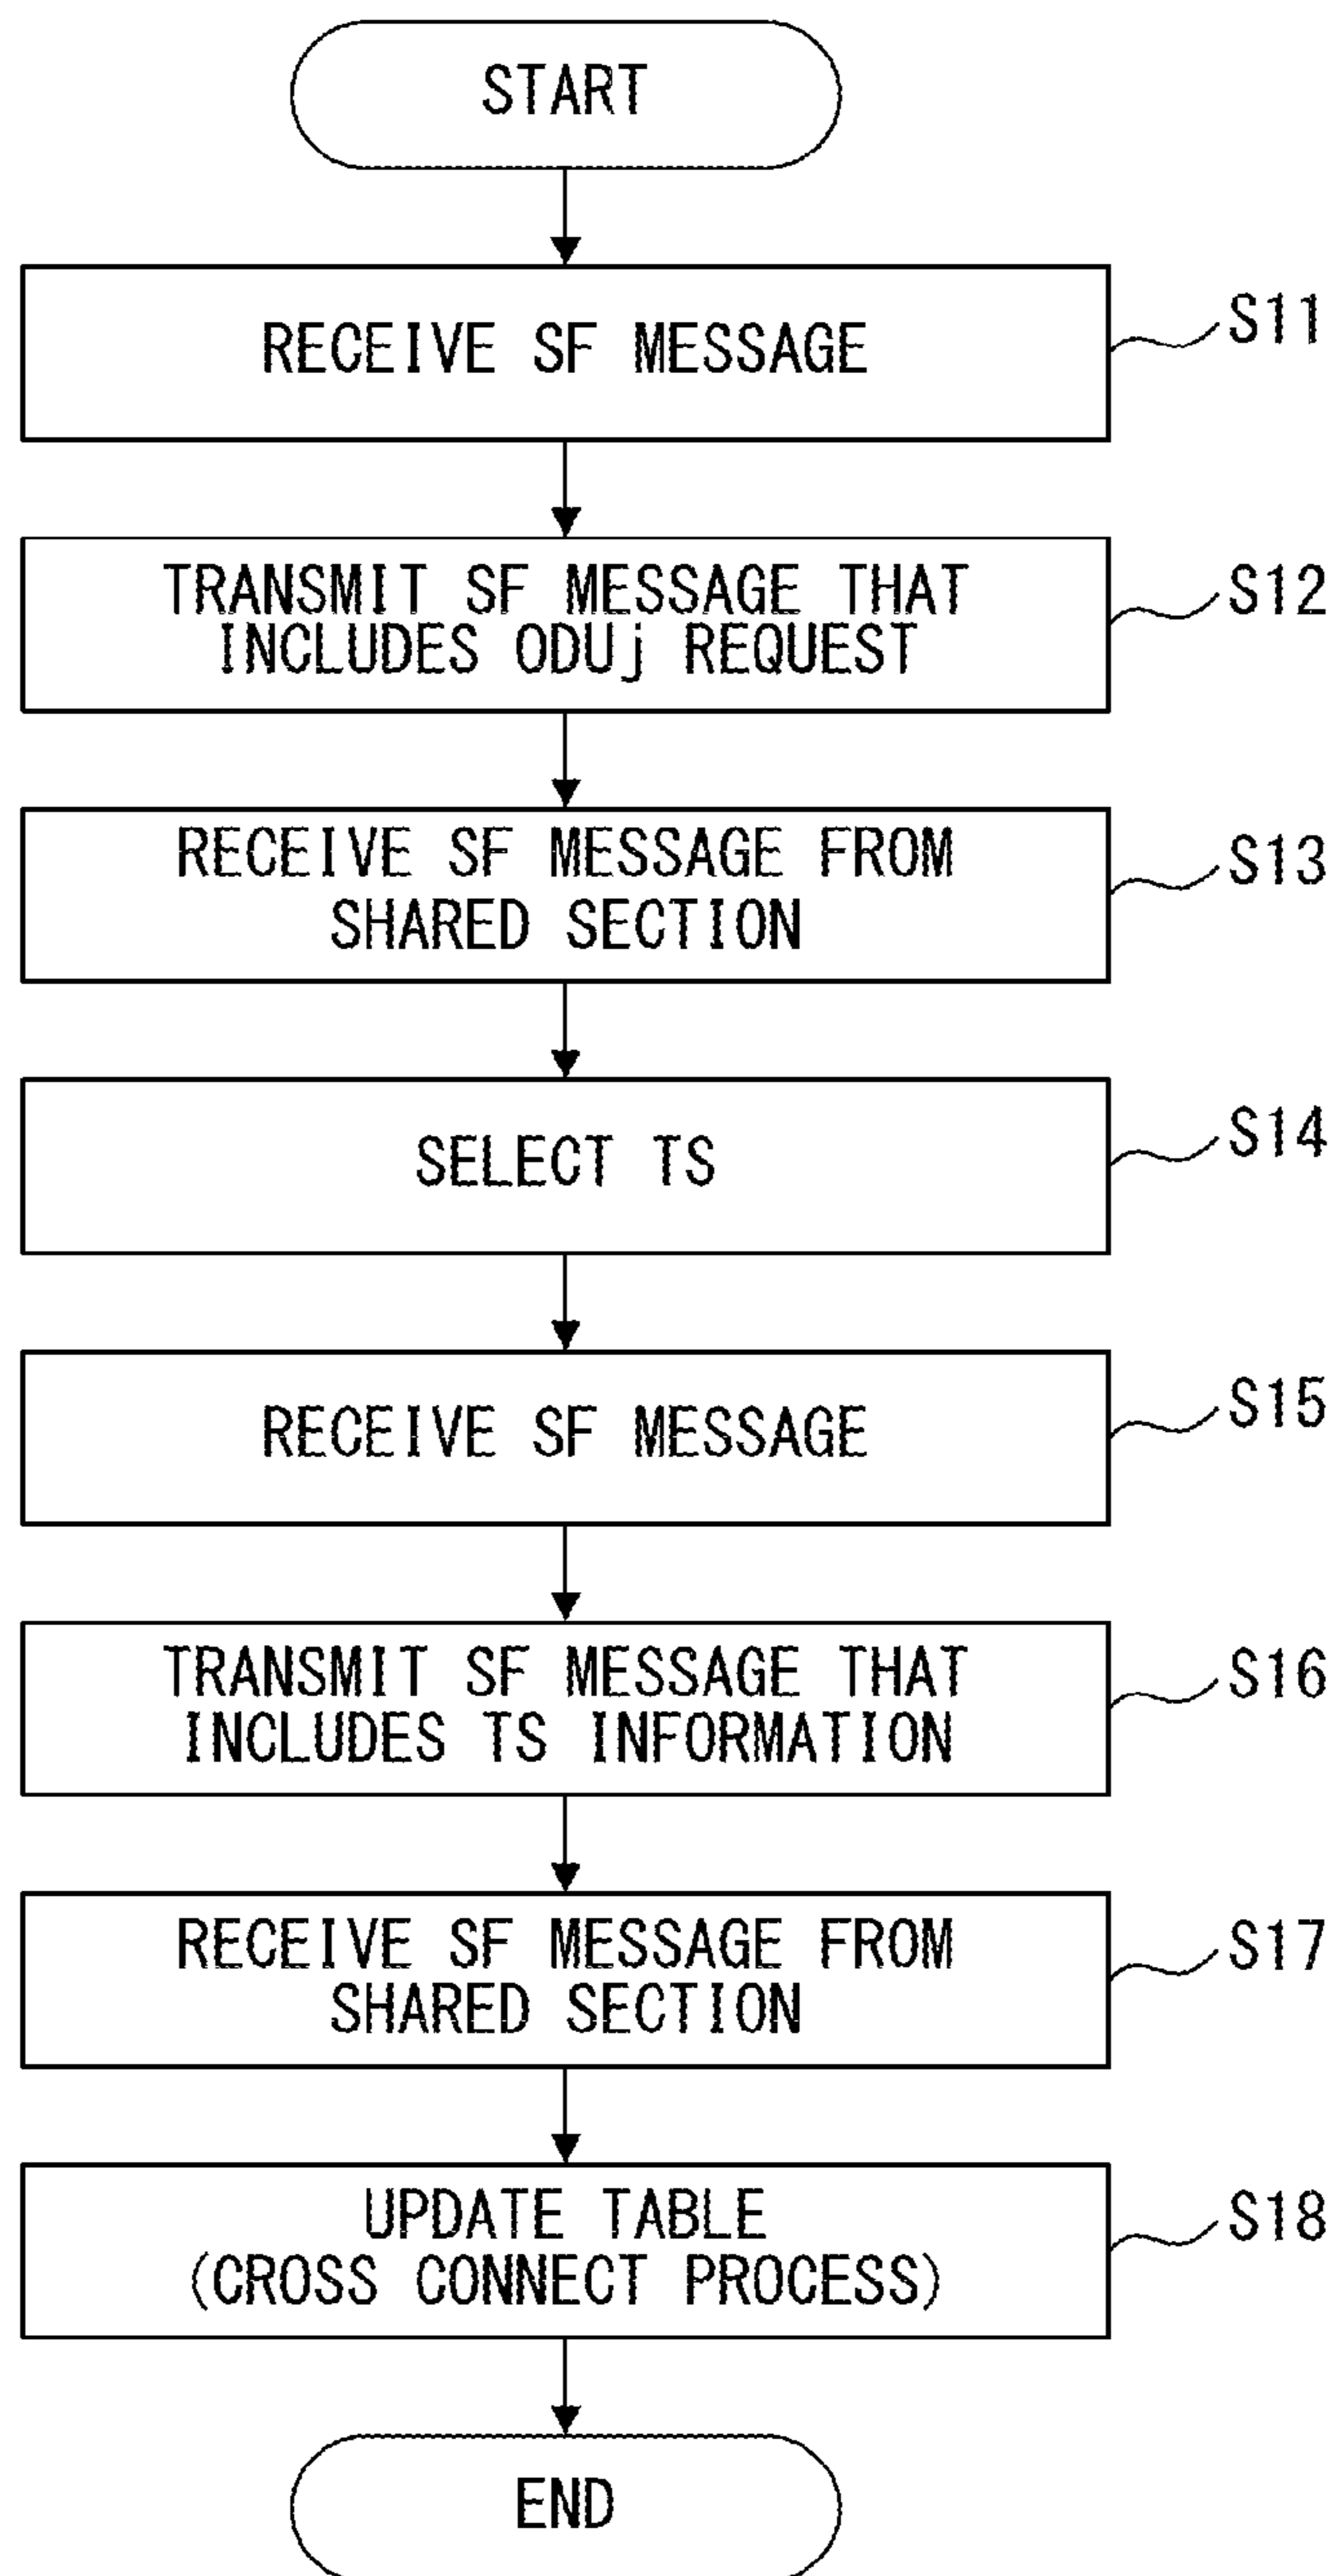 START
RECEIVE SF MESSAGE
S11
TRANSMIT SF MESSAGE THAT
INCLUDES ODUj REQUEST
S12
RECEIVE SF MESSAGE FROM
SHARED SECTION
S13
SELECT TS
S14
RECEIVE SF MESSAGE
S15
TRANSMIT SF MESSAGE THAT
INCLUDES TS INFORMATION
S16
RECEIVE SF MESSAGE FROM
SHARED SECTION
S17
UPDATE TABLE
(CROSS CONNECT PROCESS)
S18
END